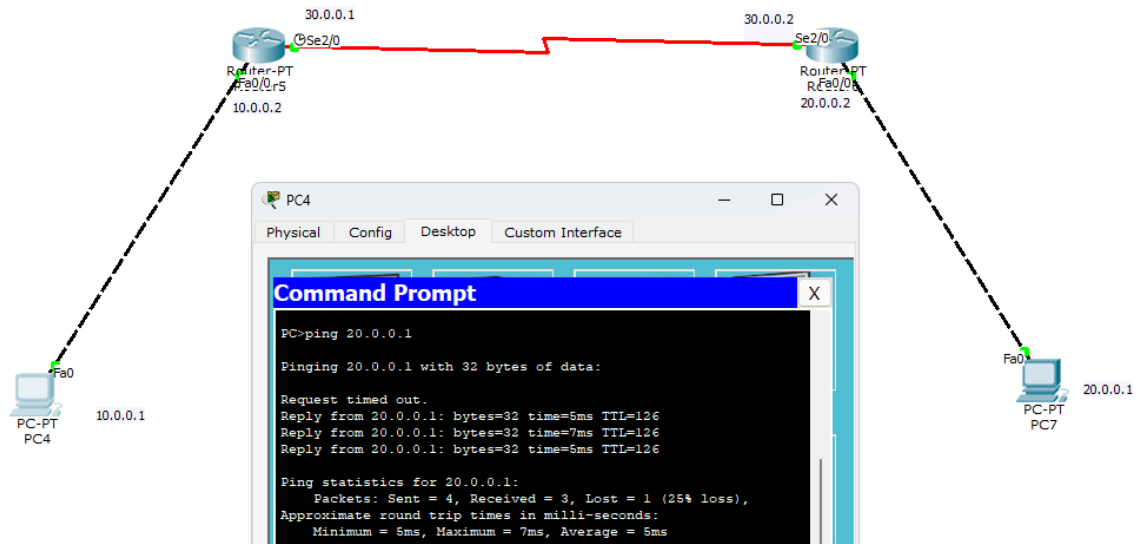 30.0.0.1
30.0.0.2
Se2/0
Se2/0
Router-PT
Fa0/0
10.0.0.2
Router-PT
Fa0/0
20.0.0.2
PC4
Physical Config Desktop Custom Interface
Command Prompt X
PC>ping 20.0.0.1
Pinging 20.0.0.1 with 32 bytes of data:
Request timed out.
Reply from 20.0.0.1: bytes=32 time=5ms TTL=126
Reply from 20.0.0.1: bytes=32 time=7ms TTL=126
Reply from 20.0.0.1: bytes=32 time=5ms TTL=126
Ping statistics for 20.0.0.1:
Packets: Sent = 4, Received = 3, Lost = 1 (25% loss),
Approximate round trip times in milli-seconds:
Minimum = 5ms, Maximum = 7ms, Average = 5ms
Fa0
10.0.0.1
PC-PT
PC4
Fa0
20.0.0.1
PC-PT
PC7